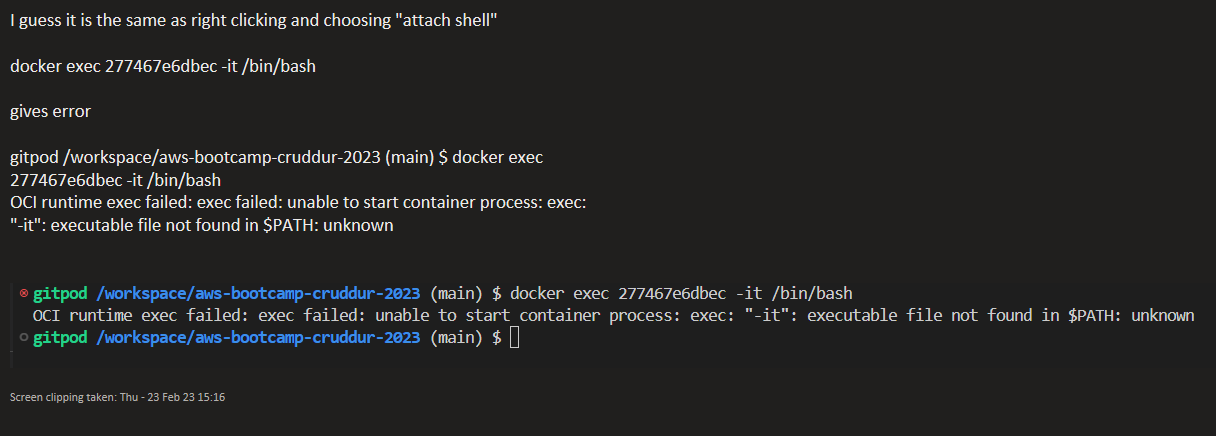 I guess it is the same as right clicking and choosing "attach shell"
docker exec 277467e6dbec -it /bin/bash
gives error
gitpod /workspace/aws-bootcamp-cruddur-2023 (main) $ docker exec
277467e6dbec -it /bin/bash
OCI runtime exec failed: exec failed: unable to start container process: exec:
"-it": executable file not found in $PATH: unknown
gitpod /workspace/aws-bootcamp-cruddur-2023 (main) $ docker exec 277467e6dbec -it /bin/bash
OCI runtime exec failed: exec failed: unable to start container process: exec: "-it": executable file not found in $PATH: unknown
gitpod /workspace/aws-bootcamp-cruddur-2023 (main) $
Screen clipping taken: Thu - 23 Feb 23 15:16